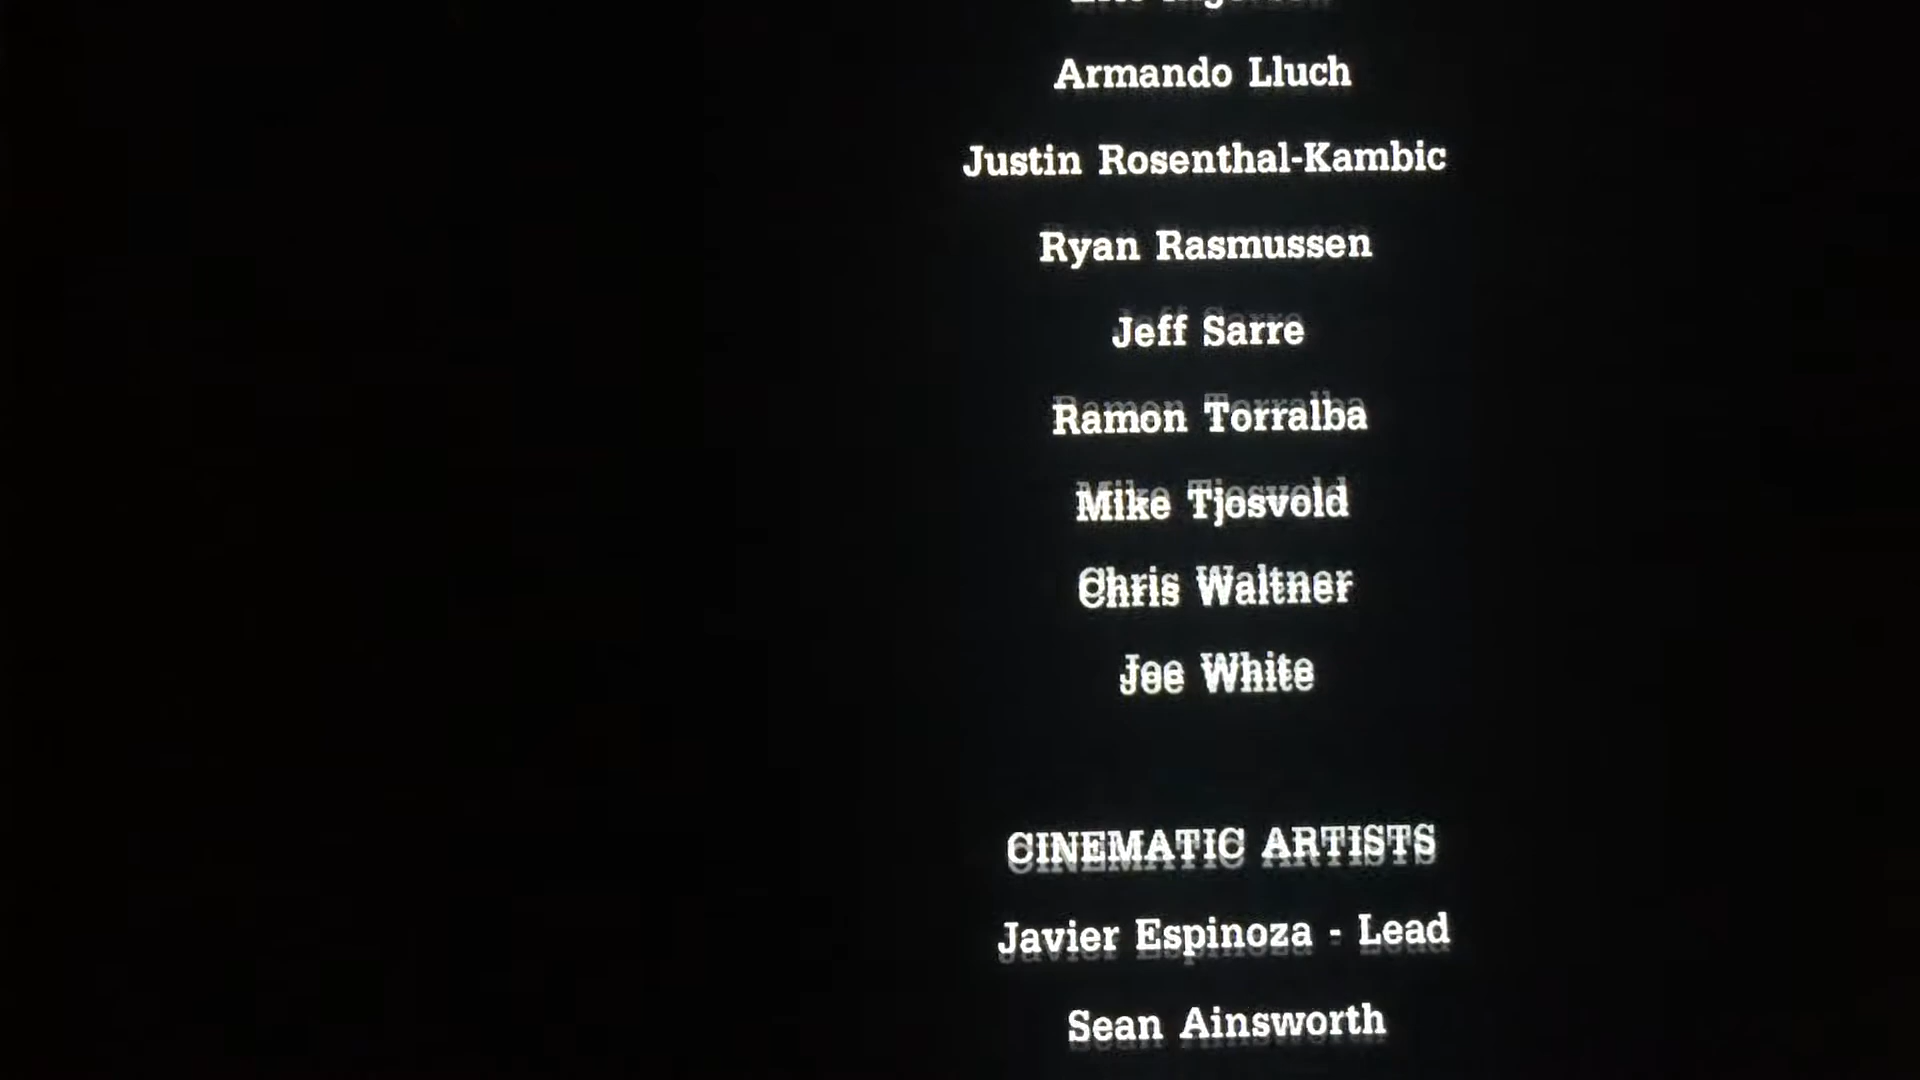 Armando Lluch
Justin Rosenthal-Kambic
Ryan Rasmussen
Jeff Sarre
Ramon Torralba
Mike Tjosvold
Chris Waltner
Joe White
CINEMATIC ARTISTS
Javier Espinoza - Lead
Sean Ainsworth